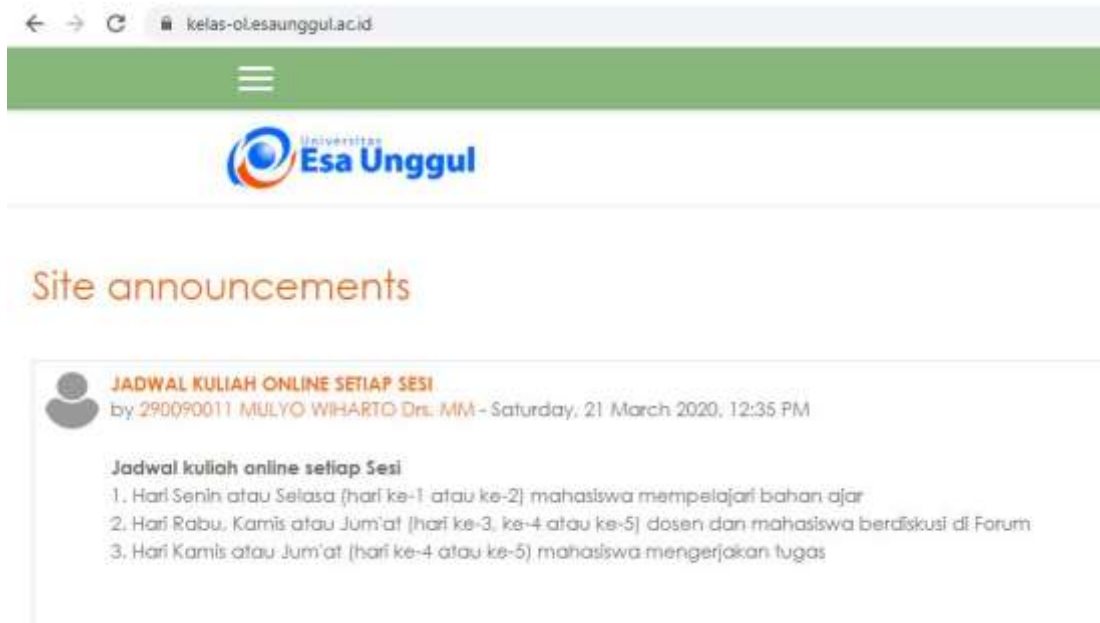 kelas-ol.esaunggul.ac.id
Universitas
Esa Unggul
Site announcements
JADWAL KULIAH ONLINE SETIAP SESI
by 290090011 MULYO WIHARTO Drs. MM - Saturday, 21 March 2020, 12:35 PM
Jadwal kuliah online setiap Sesi
1. Hari Senin atau Selasa (hari ke-1 atau ke-2) mahasiswa mempelajari bahan ajar
2. Hari Rabu, Kamis atau Jum'at (hari ke-3, ke-4 atau ke-5) dosen dan mahasiswa berdiskusi di Forum
3. Hari Kamis atau Jum'at (hari ke-4 atau ke-5) mahasiswa mengerjakan tugas